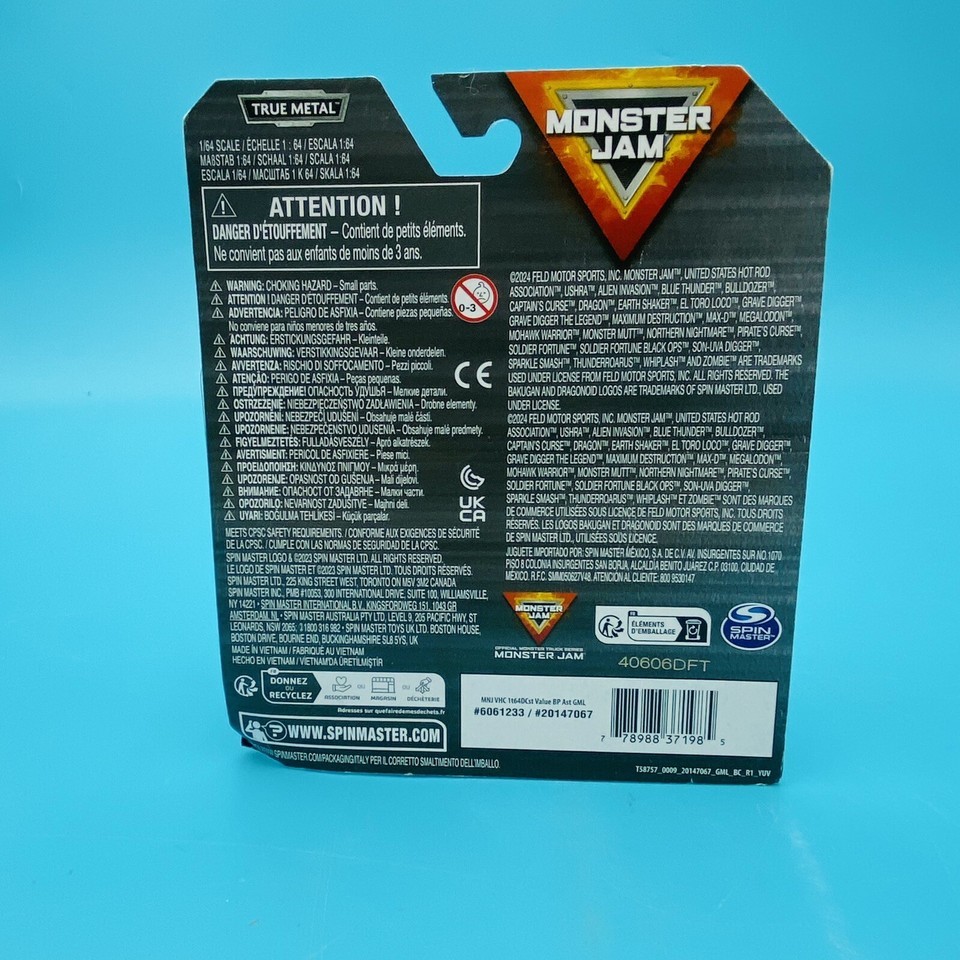 TRUE METAL™
1/64 SCALE / ÉCHELLE 1 : 64 / ESCALA 1:64
MAßSTAB 1:64 / SCHAAL 1:64 / SCALA 1:64
ESCALA 1/64 / МАСШТАБ 1 К 64 / SKALA 1:64
ATTENTION !
DANGER D'ÉTOUFFEMENT – Contient de petits éléments.
Ne convient pas aux enfants de moins de 3 ans.
WARNING: CHOKING HAZARD – Small parts.
ATTENTION ! DANGER D'ÉTOUFFEMENT – Contient de petits éléments.
ADVERTENCIA: PELIGRO DE ASFIXIA – Contiene piezas pequeñas.
No conviene para niños menores de tres años.
ACHTUNG: ERSTICKUNGSGEFAHR – Kleinteile.
WAARSCHUWING: VERSTIKKINGSGEVAAR – Kleine onderdelen.
AVVERTENZA: RISCHIO DI SOFFOCAMENTO – Pezzi piccoli.
ATENÇÃO: PERIGO DE ASFIXIA – Peças pequenas.
ПРЕДУПРЕЖДЕНИЕ! ОПАСНОСТЬ УДУШЬЯ – Мелкие детали.
OSTRZEŻENIE: NIEBEZPIECZEŃSTWO ZADŁAWIENIA – Drobne elementy.
UPOZORNĚNÍ: NEBEZPEČÍ UDUŠENÍ – Obsahuje malé části.
UPOZORNENIE: NEBEZPEČENSTVO UDUSENIA – Obsahuje malé predmety.
FIGYELMEZTETÉS: FULLADÁSVESZÉLY – Apró alkatrészek.
AVERTISMENT: PERICOL DE ASFIXIERE – Piese mici.
ΠΡΟΕΙΔΟΠΟΙΗΣΗ: ΚΙΝΔΥΝΟΣ ΠΝΙΓΜΟΥ – Μικρά μέρη.
UPOZORENJE: OPASNOST OD GUŠENJA – Mali dijelovi.
ВНИМАНИЕ: ОПАСНОСТ ОТ ЗАДАВЯНЕ – Малки части.
OPOZORILO: NEVARNOST ZADUŠITVE – Majhni deli.
UYARI: BOĞULMA TEHLİKESİ – Küçük parçalar.
0-3
CE
UK
CA
MEETS CPSC SAFETY REQUIREMENTS. / CONFORME AUX EXIGENCES DE SÉCURITÉ
DE LA CPSC. / CUMPLE CON LAS NORMAS DE SEGURIDAD DE LA CPSC.
SPIN MASTER LOGO & ©2023 SPIN MASTER LTD. ALL RIGHTS RESERVED.
LE LOGO DE SPIN MASTER ET ©2023 SPIN MASTER LTD. TOUS DROITS RÉSERVÉS.
SPIN MASTER LTD., 225 KING STREET WEST, TORONTO ON M5V 3M2 CANADA
SPIN MASTER INC., PMB #10053, 300 INTERNATIONAL DRIVE, SUITE 100, WILLIAMSVILLE,
NY 14221 • SPIN MASTER INTERNATIONAL B.V., KINGSFORDWEG 151, 1043 GR
AMSTERDAM, NL • SPIN MASTER AUSTRALIA PTY LTD, LEVEL 9, 205 PACIFIC HWY, ST
LEONARDS, NSW 2065; 31800 316 982 • SPIN MASTER TOYS UK LTD. BOSTON HOUSE,
BOSTON DRIVE, BOURNE END, BUCKINGHAMSHIRE SL8 5YS, UK
MADE IN VIETNAM / FABRIQUÉ AU VIETNAM
HECHO EN VIETNAM / VIETNAM'DA ÜRETİLMİŞTİR
FR
DONNEZ
OU
RECYCLEZ
ASSOCIATION
OU
MAGASIN
OU
DÉCHÈTERIE
Adresses sur quefairedemesdechets.fr
WWW.SPINMASTER.COM
SPINMASTER.COM/PACKAGINGITALY PER IL CORRETTO SMALTIMENTO DELL'IMBALLO.
MONSTER
JAM
©2024 FELD MOTOR SPORTS, INC. MONSTER JAM™, UNITED STATES HOT ROD
ASSOCIATION™, USHRA™, ALIEN INVASION™, BLUE THUNDER™, BULLDOZER™,
CAPTAIN'S CURSE™, DRAGON™, EARTH SHAKER™, EL TORO LOCO™, GRAVE DIGGER™,
GRAVE DIGGER THE LEGEND™, MAXIMUM DESTRUCTION™, MAX-D™, MEGALODON™,
MOHAWK WARRIOR™, MONSTER MUTT™, NORTHERN NIGHTMARE™, PIRATE'S CURSE™,
SOLDIER FORTUNE™, SOLDIER FORTUNE BLACK OPS™, SON-UVA DIGGER™,
SPARKLE SMASH™, THUNDERROARUS™, WHIPLASH™ AND ZOMBIE™ ARE TRADEMARKS
USED UNDER LICENSE FROM FELD MOTOR SPORTS, INC. ALL RIGHTS RESERVED. THE
BAKUGAN AND DRAGONOID LOGOS ARE TRADEMARKS OF SPIN MASTER LTD., USED
UNDER LICENSE.
©2024 FELD MOTOR SPORTS, INC. MONSTER JAM™, UNITED STATES HOT ROD
ASSOCIATION™, USHRA™, ALIEN INVASION™, BLUE THUNDER™, BULLDOZER™,
CAPTAIN'S CURSE™, DRAGON™, EARTH SHAKER™, EL TORO LOCO™, GRAVE DIGGER™,
GRAVE DIGGER THE LEGEND™, MAXIMUM DESTRUCTION™, MAX-D™, MEGALODON™,
MOHAWK WARRIOR™, MONSTER MUTT™, NORTHERN NIGHTMARE™, PIRATE'S CURSE™,
SOLDIER FORTUNE™, SOLDIER FORTUNE BLACK OPS™, SON-UVA DIGGER™,
SPARKLE SMASH™, THUNDERROARUS™, WHIPLASH™ ET ZOMBIE™ SONT DES MARQUES
DE COMMERCE UTILISÉES SOUS LICENCE DE FELD MOTOR SPORTS, INC. TOUS DROITS
RÉSERVÉS. LES LOGOS BAKUGAN ET DRAGONOID SONT DES MARQUES DE COMMERCE
DE SPIN MASTER LTD., UTILISÉES SOUS LICENCE.
JUGUETE IMPORTADO POR: SPIN MASTER MÉXICO, S.A. DE C.V. AV. INSURGENTES SUR NO. 1070
PISO 8 COLONIA INSURGENTES SAN BORJA, ALCALDÍA BENITO JUAREZ C.P. 03100, CIUDAD DE
MÉXICO. R.F.C. SMM050627V48. ATENCIÓN AL CLIENTE: 800 9530147
MONSTER
JAM
OFFICIAL MONSTER TRUCK SERIES
MONSTER JAM™
FR
ÉLÉMENTS
D'EMBALLAGE
SPIN
MASTER™
40606DFT
MNJ VHC 1t64DCst Value BP Ast GML
#6061233 / #20147067
7 78988 37198 5
T58757_0009_20147067_GML_BC_R1_YUV